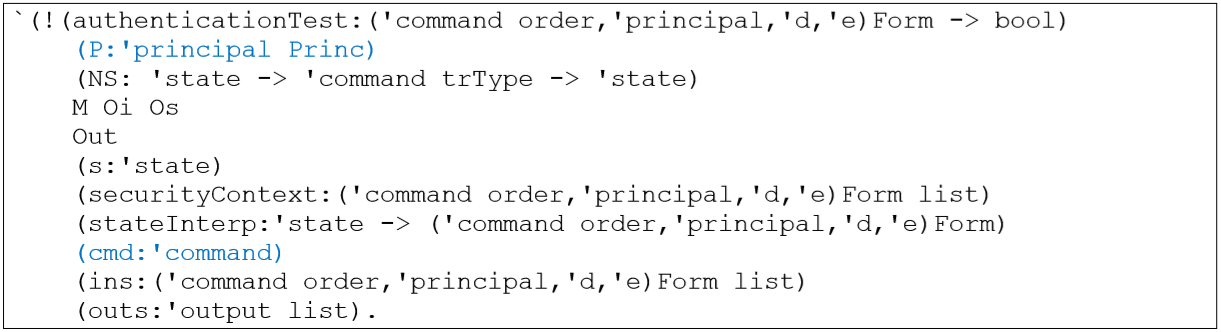 `(!(authenticationTest:('command order,'principal,'d,'e)Form -> bool)
(P:'principal Princ)
(NS: 'state -> 'command trType -> 'state)
M Oi Os
Out
(s:'state)
(securityContext:('command order,'principal,'d,'e)Form list)
(stateInterp:'state -> ('command order,'principal,'d,'e)Form)
(cmd:'command)
(ins:('command order,'principal,'d,'e)Form list)
(outs:'output list).